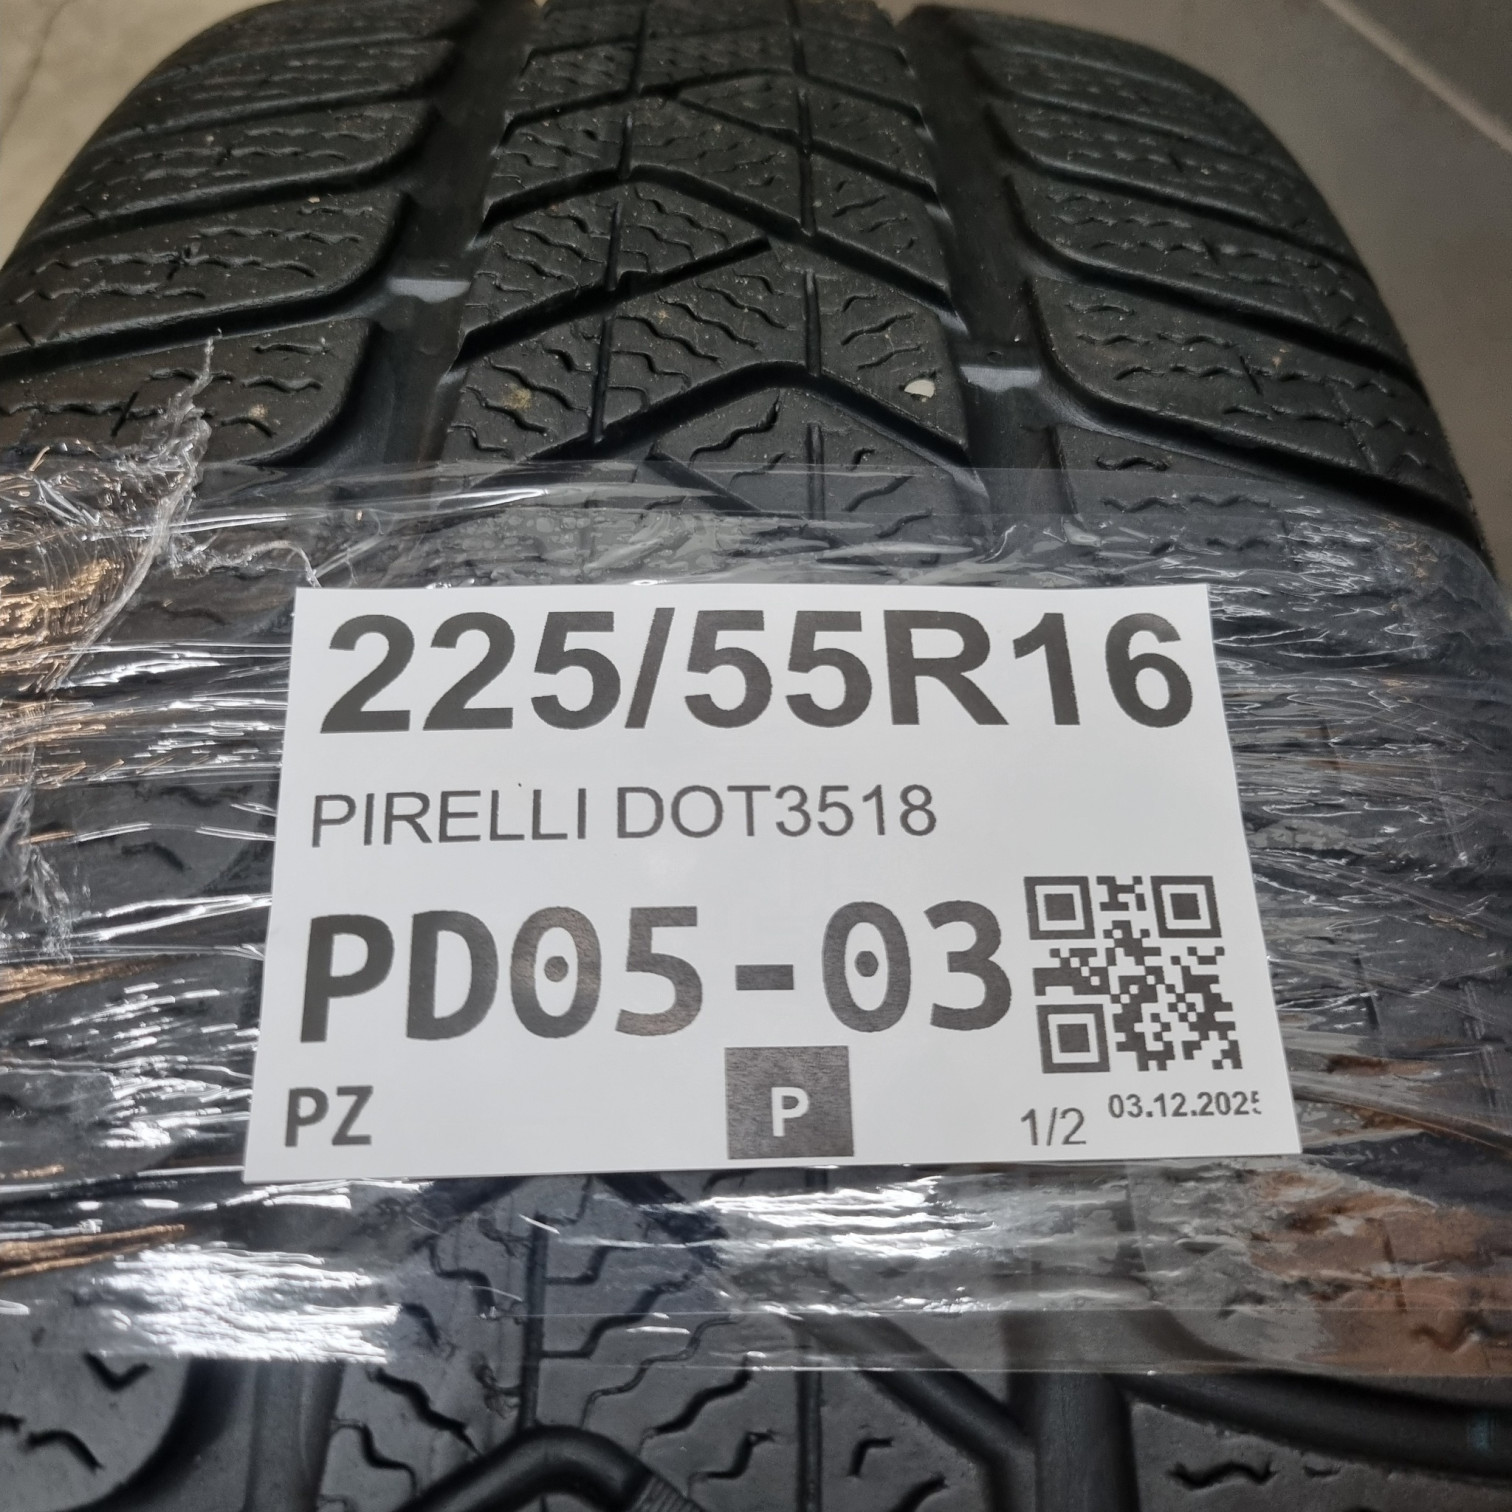 225/55R16
PIRELLI DOT3518
PD05-03
PZ
P
1/2
03.12.2025